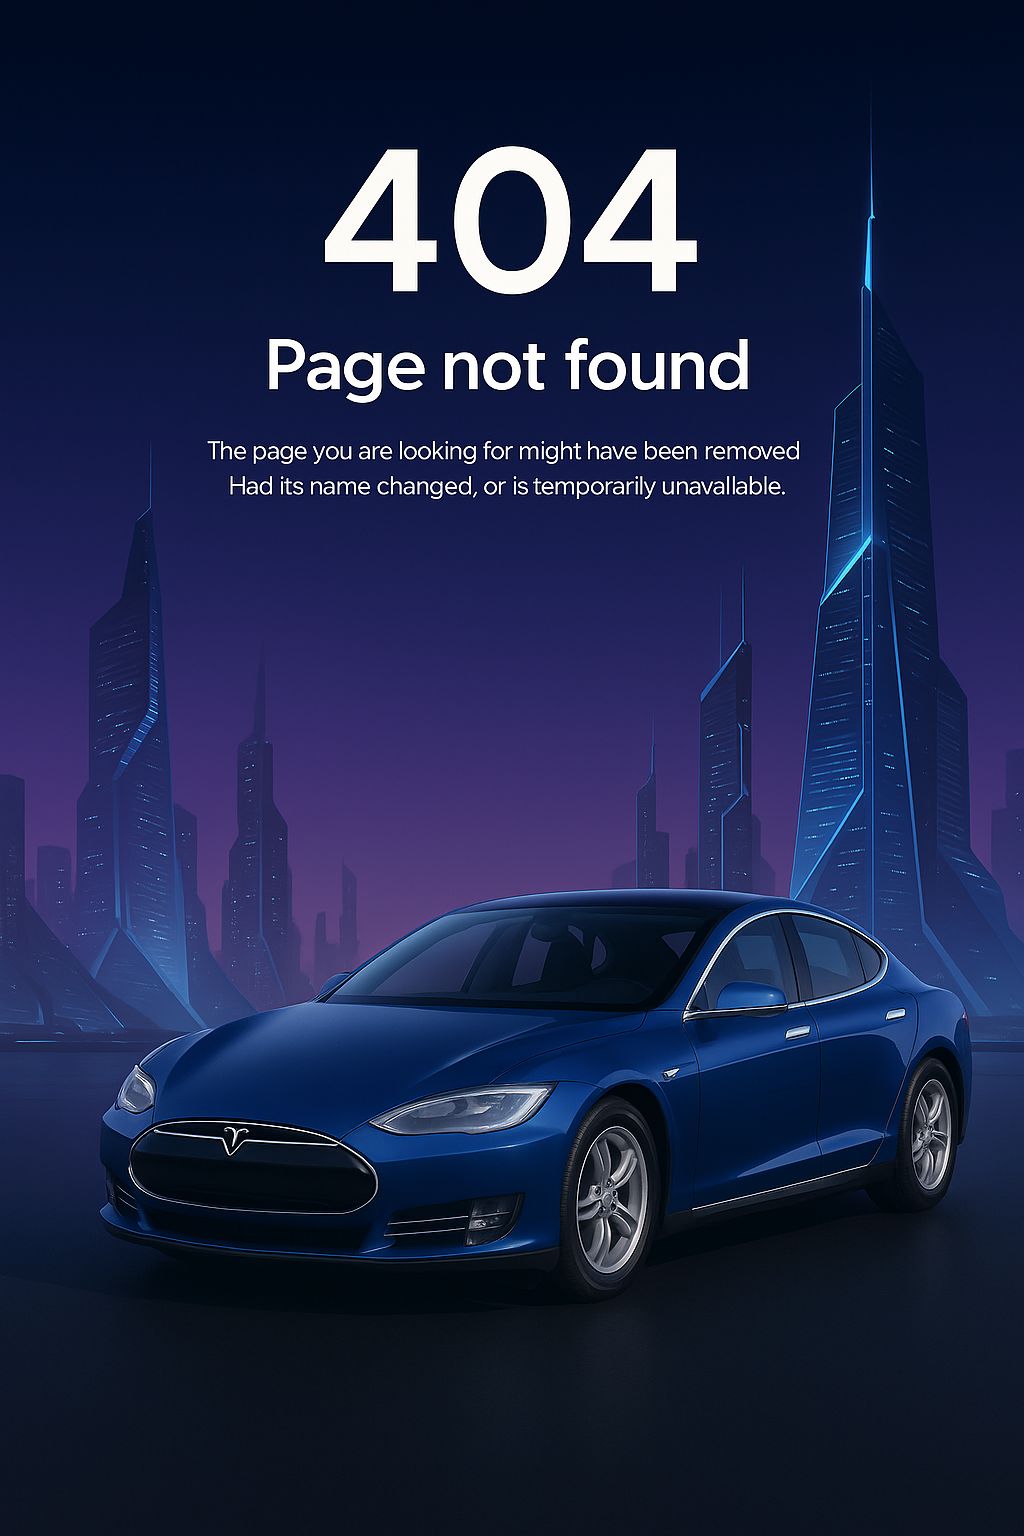 404
Page not found
The page you are looking for might have been removed
Had its name changed, or is temporarily unavallable.